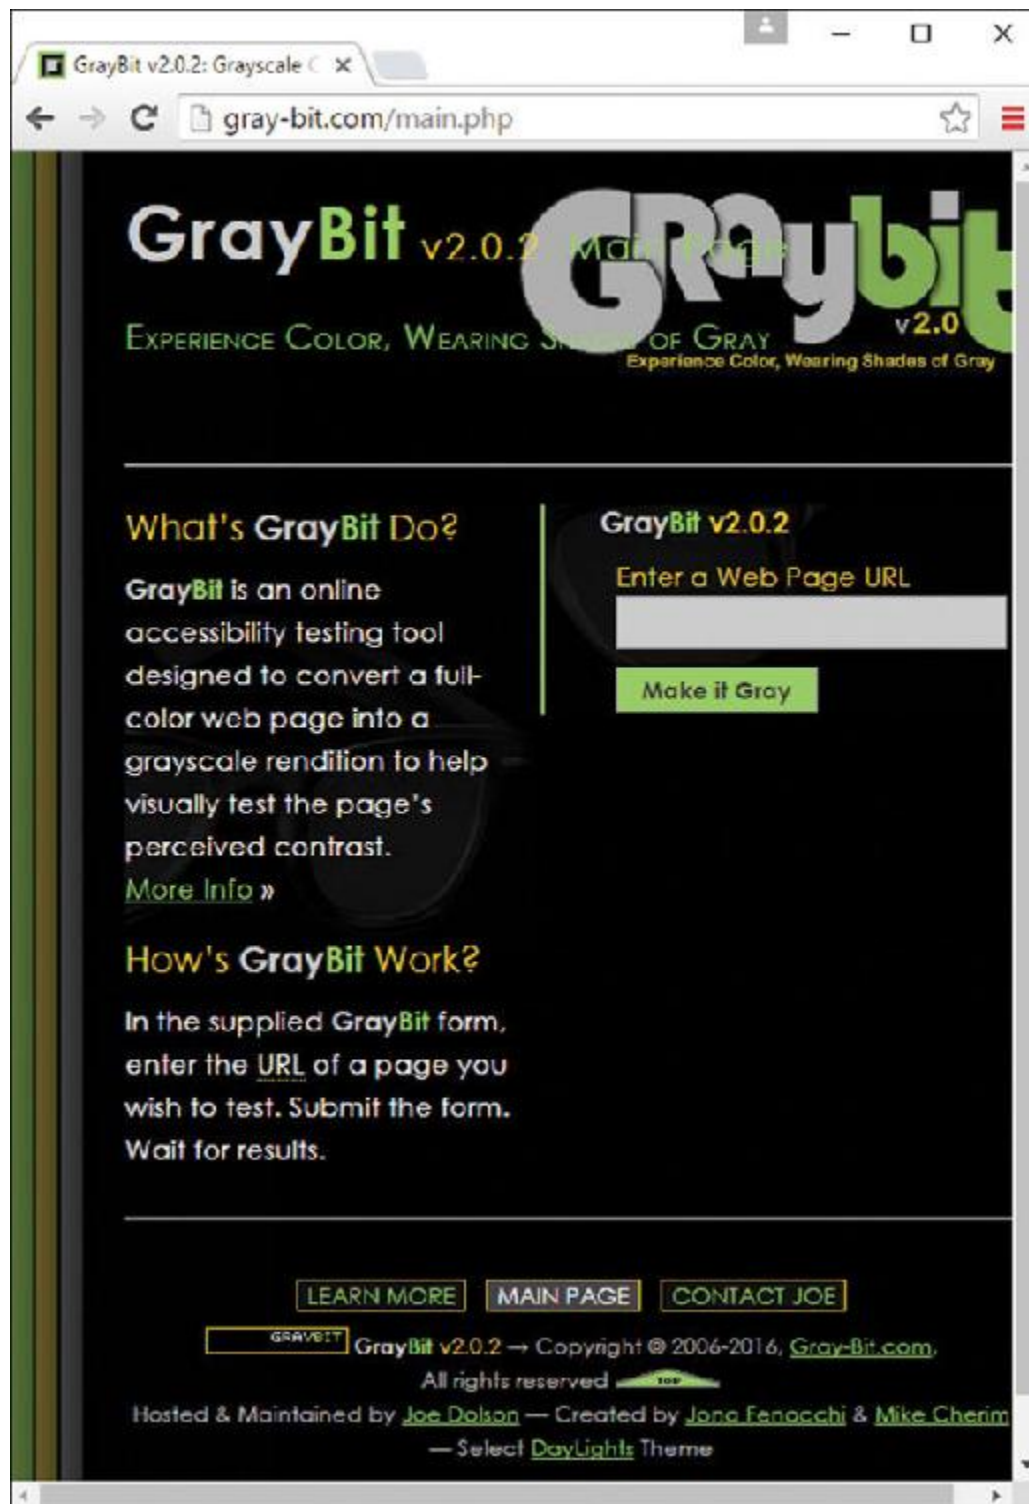 GrayBit v2.0.2: Grayscale C
gray-bit.com/main.php
GrayBit v2.0.2 Main Page
Graybit
v2.0
EXPERIENCE COLOR, WEARING OF GRAY
Experience Color, Wearing Shades of Gray
What's GrayBit Do?
GrayBit is an online
accessibility testing tool
designed to convert a full-
color web page into a
grayscale rendition to help
visually test the page's
perceived contrast.
More Info »
How's GrayBit Work?
In the supplied GrayBit form,
enter the URL of a page you
wish to test. Submit the form.
Wait for results.
GrayBit v2.0.2
Enter a Web Page URL
Make it Gray
LEARN MORE MAIN PAGE CONTACT JOE
GRAYBIT GrayBit v2.0.2 → Copyright © 2006-2016, Gray-Bit.com,
All rights reserved TOP
Hosted & Maintained by Joe Dolson — Created by Jona Fenocchi & Mike Cherim
— Select DayLights Theme